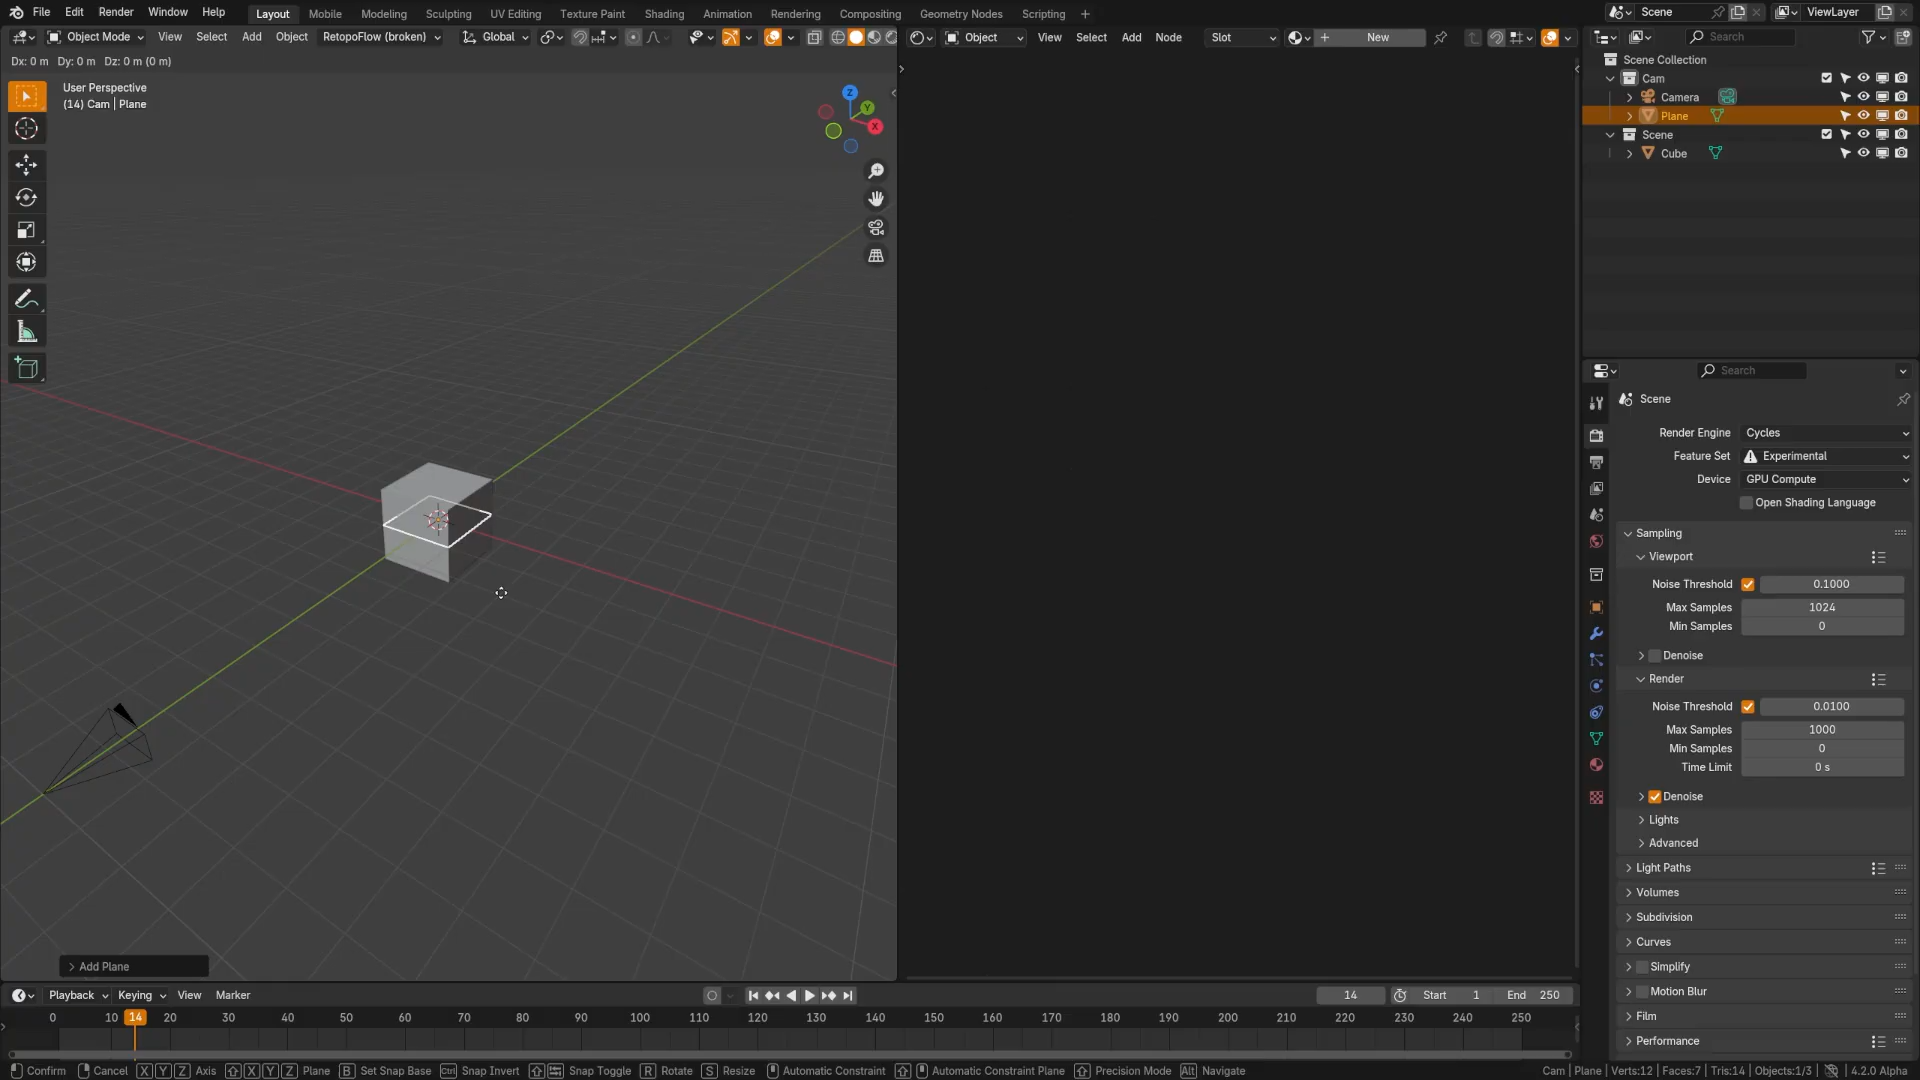 File Edit Render Window Help
Layout Mobile Modeling Sculpting UV Editing Texture Paint Shading Animation Rendering Compositing Geometry Nodes Scripting +
Scene ViewLayer
Object Mode View Select Add Object RetopoFlow (broken) Global
Object View Select Add Node Slot New
Search
Dx: 0 m Dy: 0 m Dz: 0 m (0 m)
User Perspective
(14) Cam | Plane
Z
Y
X
Scene Collection
Cam
Camera
Plane
Scene
Cube
Search
Scene
Render Engine Cycles
Feature Set Experimental
Device GPU Compute
Open Shading Language
Sampling
Viewport
Noise Threshold 0.1000
Max Samples 1024
Min Samples 0
Denoise
Render
Noise Threshold 0.0100
Max Samples 1000
Min Samples 0
Time Limit 0 s
Denoise
Lights
Advanced
Light Paths
Volumes
Subdivision
Curves
Simplify
Motion Blur
Film
Performance
Add Plane
Playback Keying View Marker
14 Start 1 End 250
0 10 14 20 30 40 50 60 70 80 90 100 110 120 130 140 150 160 170 180 190 200 210 220 230 240 250
Confirm Cancel X Y Z Axis X Y Z Plane B Set Snap Base Ctrl Snap Invert Snap Toggle R Rotate S Resize Automatic Constraint Automatic Constraint Plane Precision Mode Alt Navigate
Cam | Plane | Verts:12 | Faces:7 | Tris:14 | Objects:1/3 | 4.2.0 Alpha